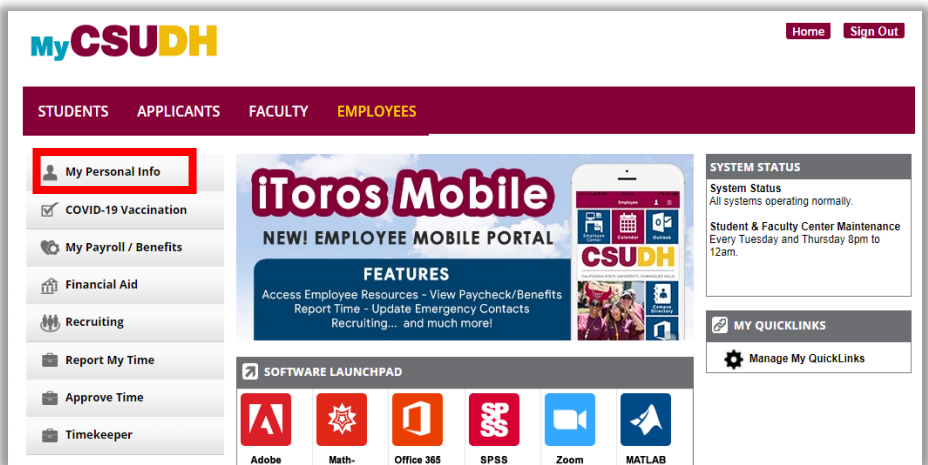 MyCSUDH
Home Sign Out
STUDENTS APPLICANTS FACULTY EMPLOYEES
My Personal Info
COVID-19 Vaccination
My Payroll / Benefits
Financial Aid
Recruiting
Report My Time
Approve Time
Timekeeper
iToros Mobile
NEW! EMPLOYEE MOBILE PORTAL
FEATURES
Access Employee Resources - View Paycheck/Benefits
Report Time - Update Emergency Contacts
Recruiting... and much more!
Employee
Employee
Center
Calendar
Outlook
CSUDH
CALIFORNIA STATE UNIVERSITY, DOMINGUEZ HILLS
Campus
Directory
SOFTWARE LAUNCHPAD
SPSS
Adobe Math- Office 365 SPSS Zoom MATLAB
SYSTEM STATUS
System Status
All systems operating normally.
Student & Faculty Center Maintenance
Every Tuesday and Thursday 8pm to
12am.
MY QUICKLINKS
Manage My QuickLinks